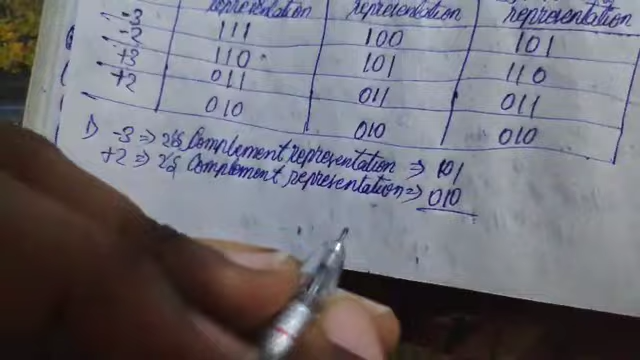 representation representation representation
-3 111 100 101
-2 110 101 110
+3 011 011 011
+2 010 010 010
1) -3 ⇒ 2's Complement representation ⇒ 101
+2 ⇒ 2's Complement representation ⇒ 010